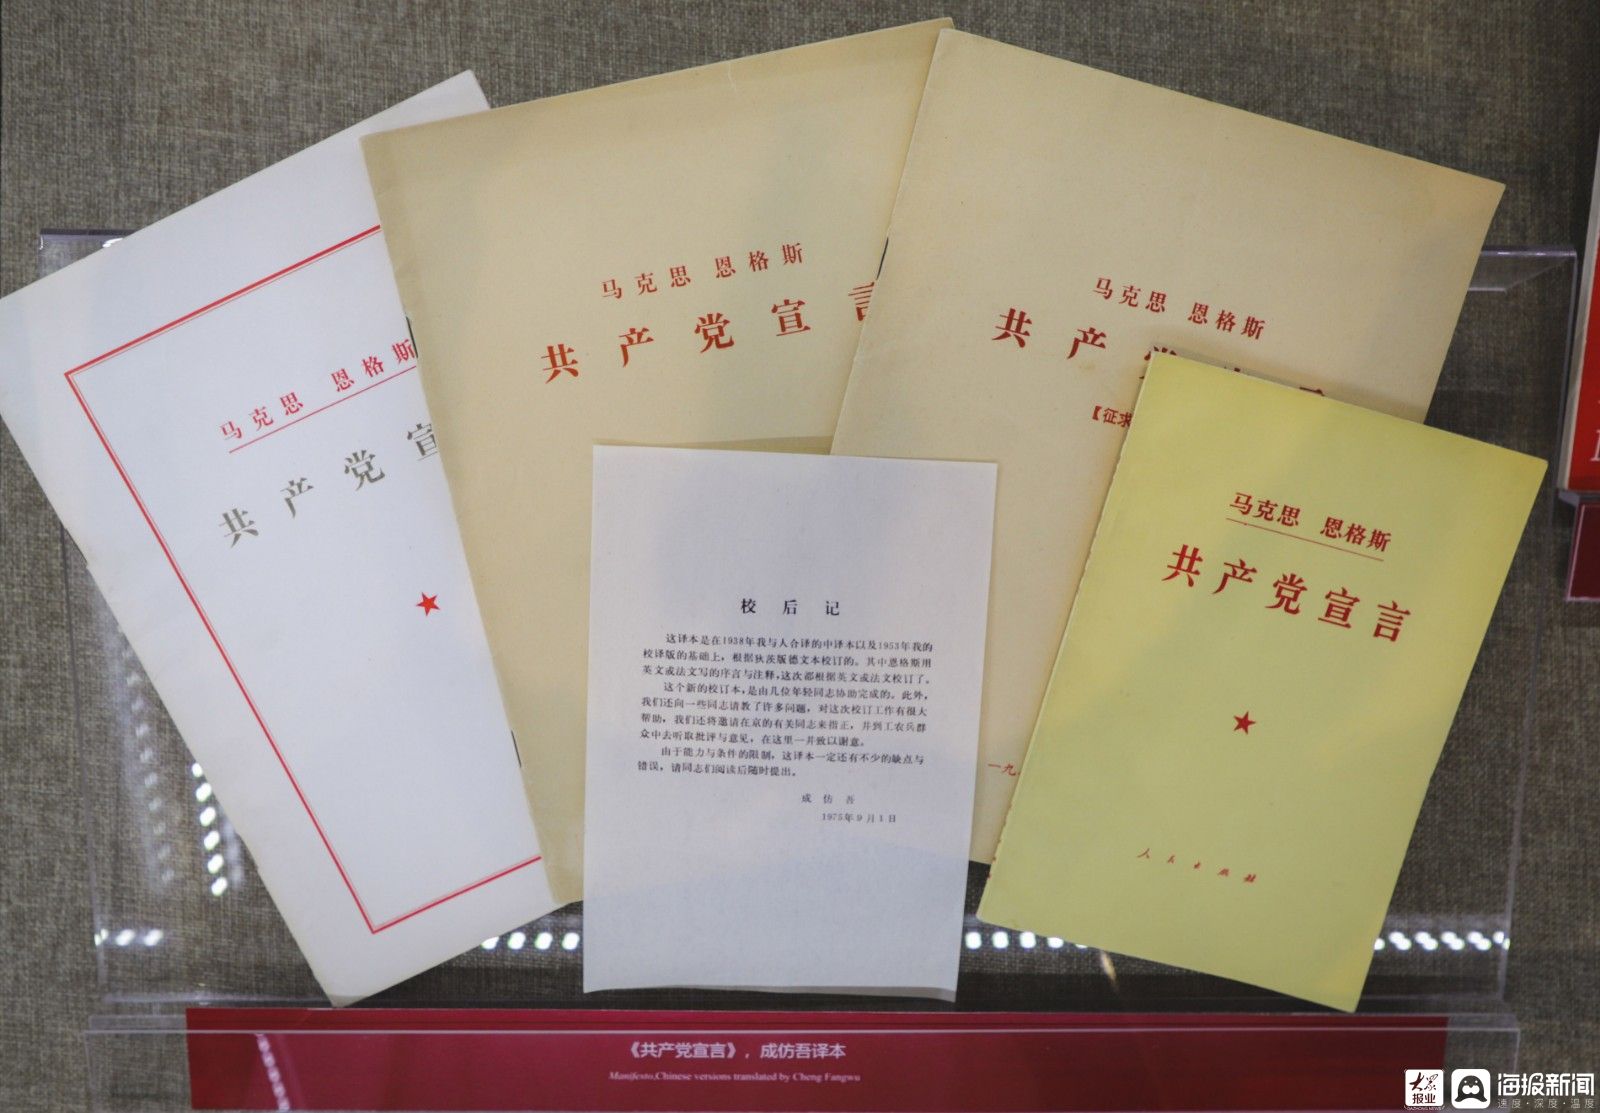 马克思 恩格斯
共产党宣
马克思 恩格斯
共产党宣言
马克思 恩格斯
共产
【征求
一九
马克思 恩格斯
共产党宣言
人民出版社
校后记
这译本是在1938年我与人合译的中译本以及1953年我的
校译版的基础上，根据狄茨版德文本校订的。其中恩格斯用
英文或法文写的序言与注释，这次都根据英文或法文校订了。
这个新的校订本，是由几位年轻同志协助完成的。此外，
我们还向一些同志请教了许多问题，对这次校订工作有很大
帮助，我们还将邀请在京的有关同志来指正，并到工农兵群
众中去听取批评与意见，在这里一并致以谢意。
由于能力与条件的限制，这译本一定还有不少的缺点与
错误，请同志们阅读后随时提出。
成仿吾
1975年9月1日
《共产党宣言》，成仿吾译本
Manifesto,Chinese versions translated by Cheng Fangwu
大众
报业
DAZHONG NEWS
海报新闻
速度·深度·温度